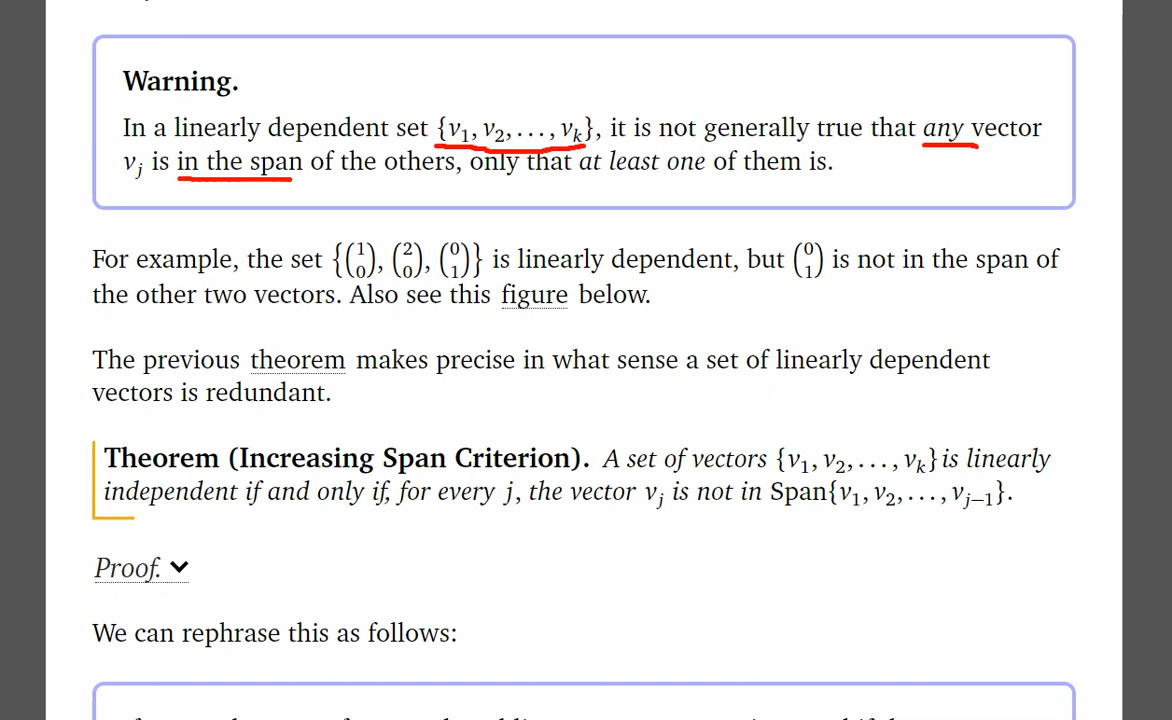 Warning.
In a linearly dependent set {v₁, v₂, ..., vₖ}, it is not generally true that any vector
vⱼ is in the span of the others, only that at least one of them is.
For example, the set {(1 0), (2 0), (0 1)} is linearly dependent, but (0 1) is not in the span of
the other two vectors. Also see this figure below.
The previous theorem makes precise in what sense a set of linearly dependent
vectors is redundant.
Theorem (Increasing Span Criterion). A set of vectors {v₁, v₂, ..., vₖ} is linearly
independent if and only if, for every j, the vector vⱼ is not in Span{v₁, v₂, ..., vⱼ₋₁}.
Proof.
We can rephrase this as follows: